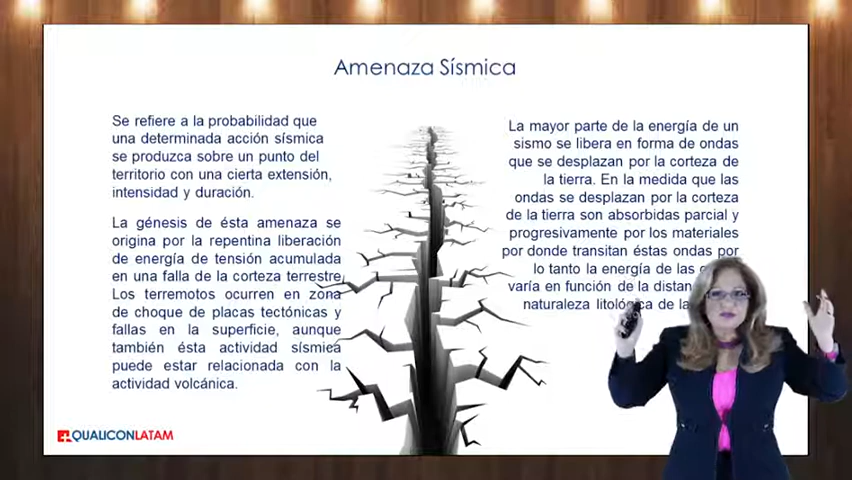 Amenaza Sísmica
Se refiere a la probabilidad que
una determinada acción sísmica
se produzca sobre un punto del
territorio con una cierta extensión,
intensidad y duración.
La génesis de ésta amenaza se
origina por la repentina liberación
de energía de tensión acumulada
en una falla de la corteza terrestre
Los terremotos ocurren en zona
de choque de placas tectónicas y
fallas en la superficie, aunque
también ésta actividad sísmica
puede estar relacionada con la
actividad volcánica.
La mayor parte de la energía de un
sismo se libera en forma de ondas
que se desplazan por la corteza de
la tierra. En la medida que las
ondas se desplazan por la corteza
de la tierra son absorbidas parcial y
progresivamente por los materiales
por donde transitan éstas ondas por
lo tanto la energía de las
varía en función de la
naturaleza de la
QUALICONLATAM